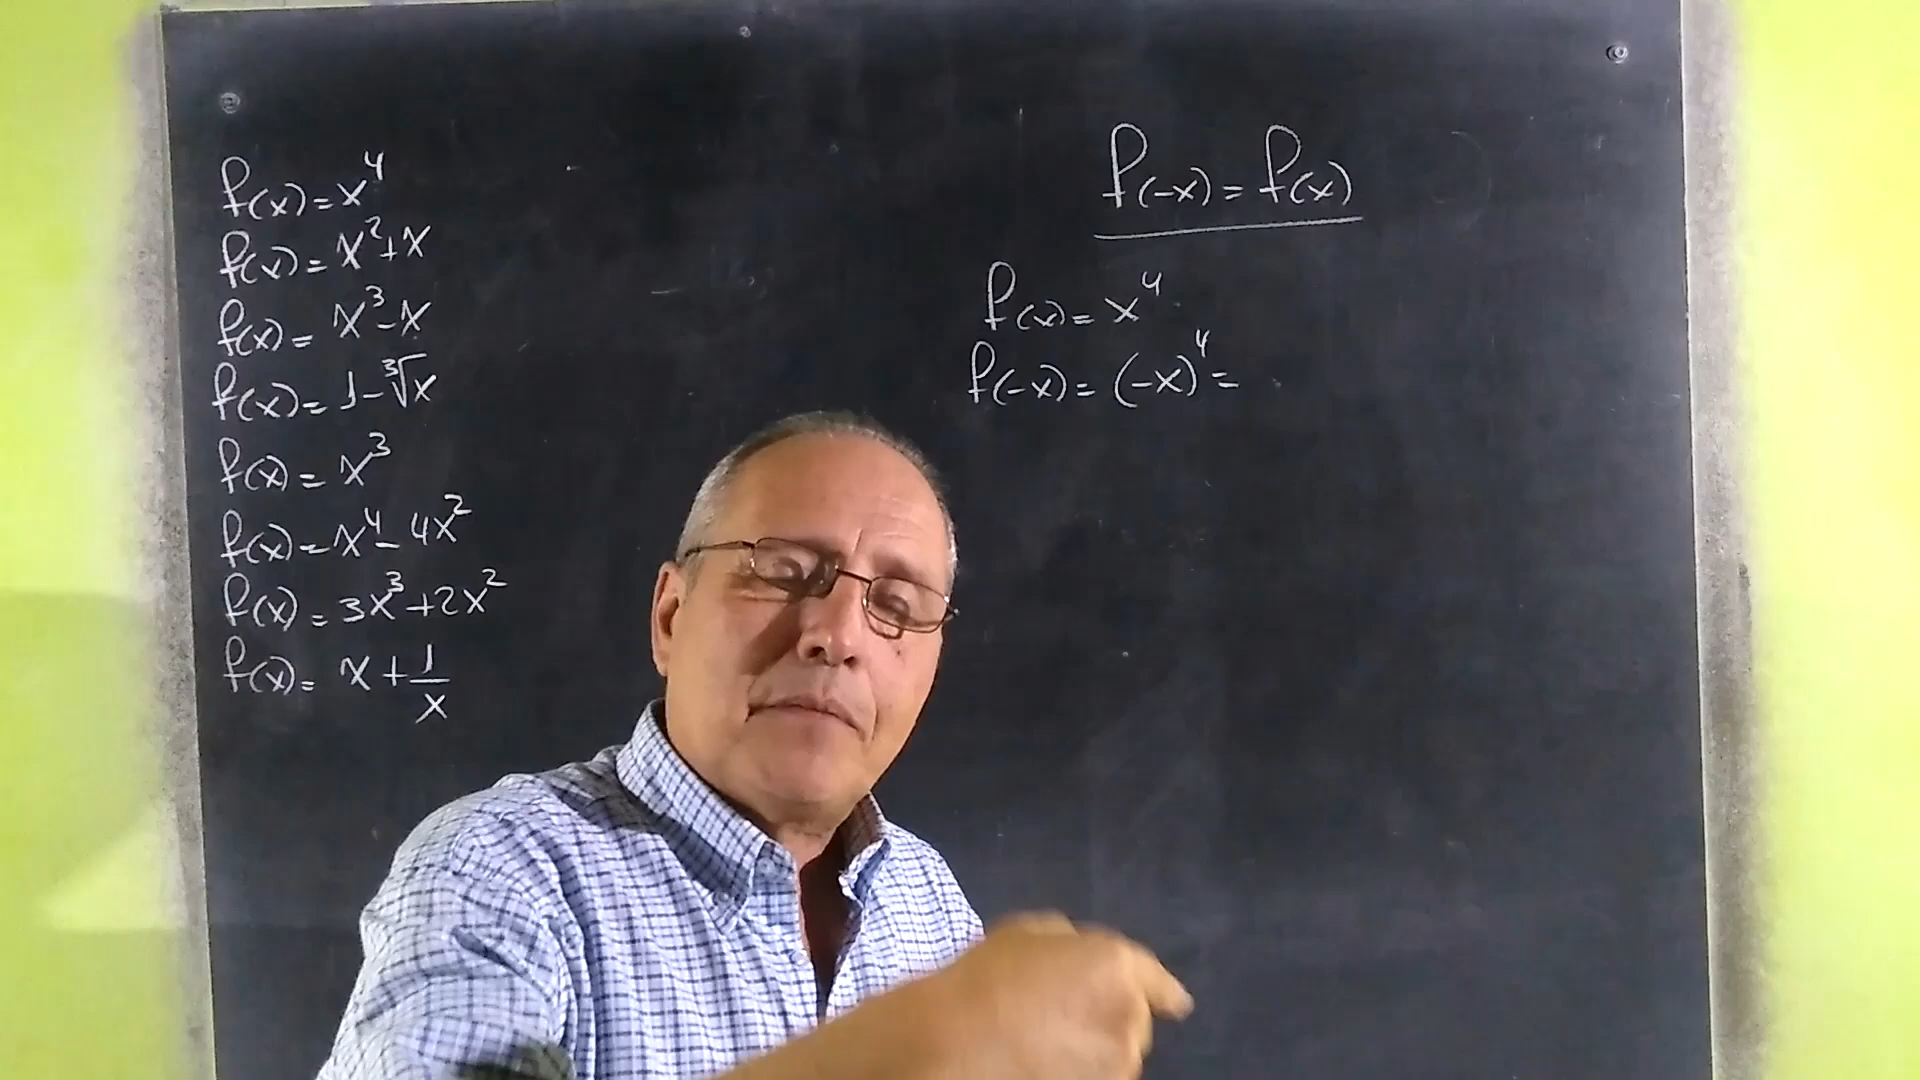 f(x) = x⁴
f(x) = x² + x
f(x) = x³ - x
f(x) = 1 - ∛x
f(x) = x³
f(x) = x⁴ - 4x²
f(x) = 3x³ + 2x²
f(x) = x + 1/x
f(-x) = f(x)
f(x) = x⁴
f(-x) = (-x)⁴ =